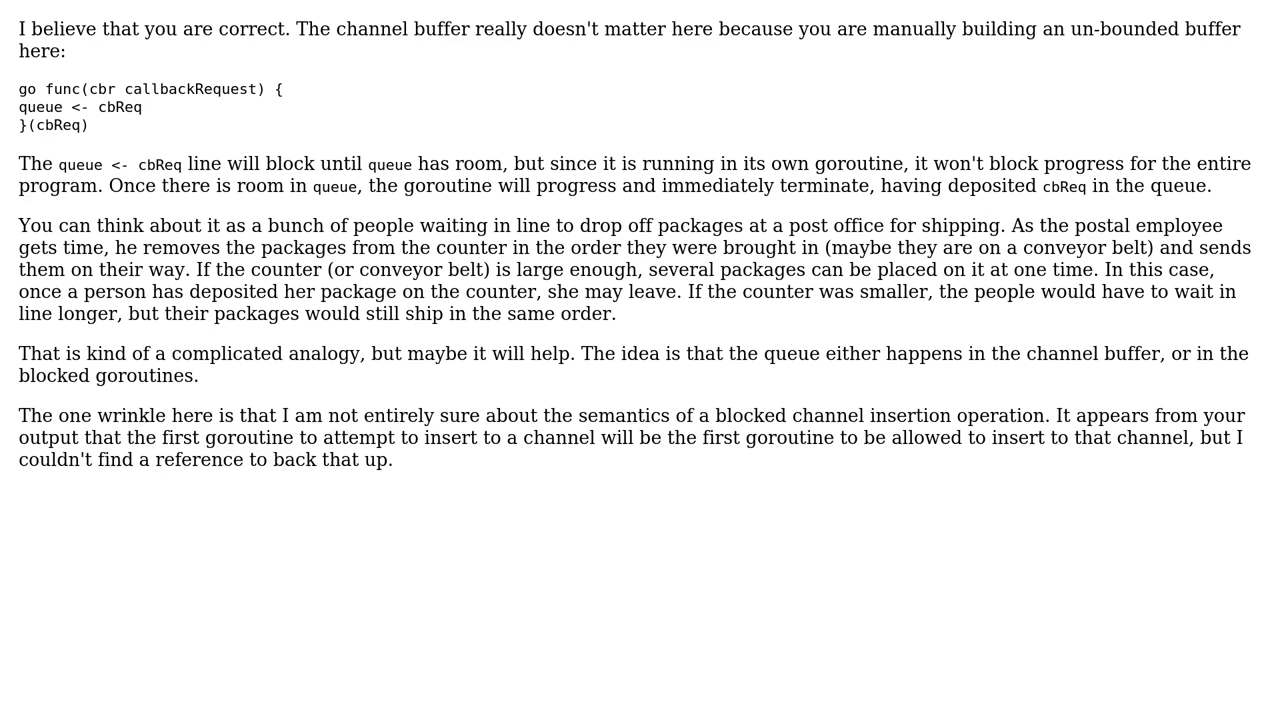 I believe that you are correct. The channel buffer really doesn't matter here because you are manually building an un-bounded buffer
here:
go func(cbr callbackRequest) {
queue <- cbReq
}(cbReq)
The queue <- cbReq line will block until queue has room, but since it is running in its own goroutine, it won't block progress for the entire
program. Once there is room in queue, the goroutine will progress and immediately terminate, having deposited cbReq in the queue.
You can think about it as a bunch of people waiting in line to drop off packages at a post office for shipping. As the postal employee
gets time, he removes the packages from the counter in the order they were brought in (maybe they are on a conveyor belt) and sends
them on their way. If the counter (or conveyor belt) is large enough, several packages can be placed on it at one time. In this case,
once a person has deposited her package on the counter, she may leave. If the counter was smaller, the people would have to wait in
line longer, but their packages would still ship in the same order.
That is kind of a complicated analogy, but maybe it will help. The idea is that the queue either happens in the channel buffer, or in the
blocked goroutines.
The one wrinkle here is that I am not entirely sure about the semantics of a blocked channel insertion operation. It appears from your
output that the first goroutine to attempt to insert to a channel will be the first goroutine to be allowed to insert to that channel, but I
couldn't find a reference to back that up.